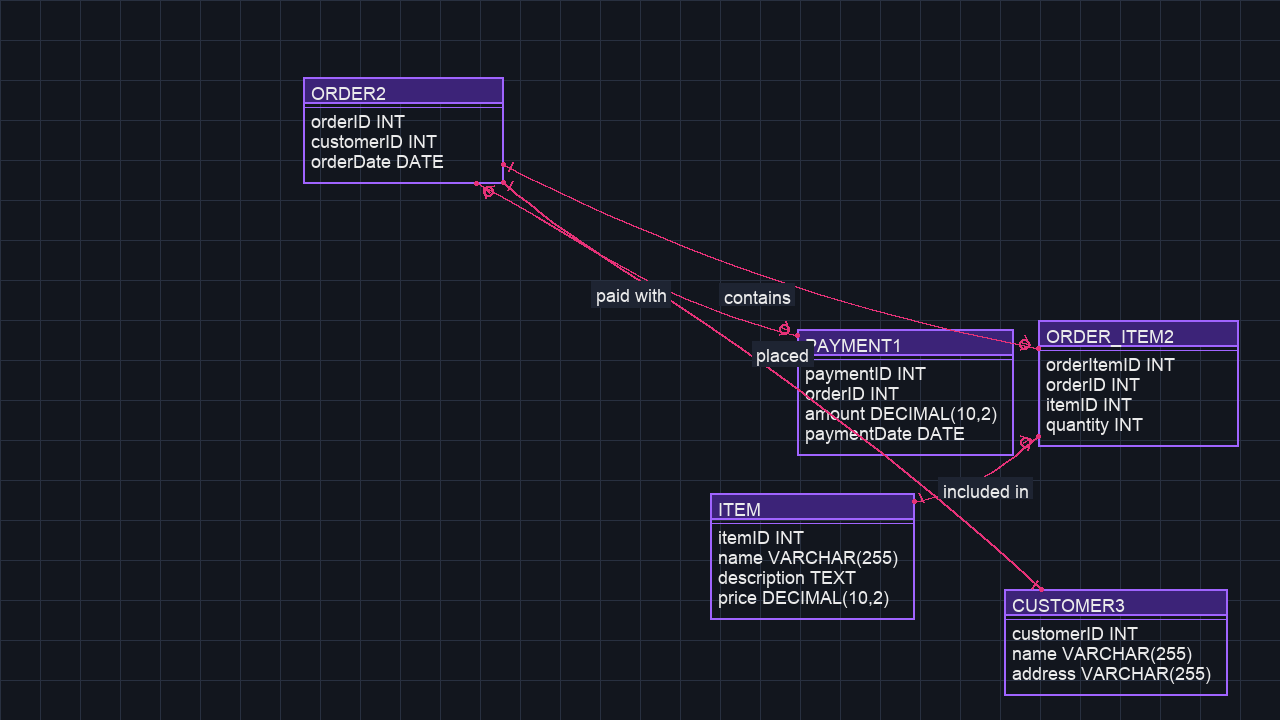 ORDER2
orderID INT
customerID INT
orderDate DATE
paid with
contains
placed
PAYMENT1
paymentID INT
orderID INT
amount DECIMAL(10,2)
paymentDate DATE
ORDER_ITEM2
orderItemID INT
orderID INT
itemID INT
quantity INT
included in
ITEM
itemID INT
name VARCHAR(255)
description TEXT
price DECIMAL(10,2)
CUSTOMER3
customerID INT
name VARCHAR(255)
address VARCHAR(255)